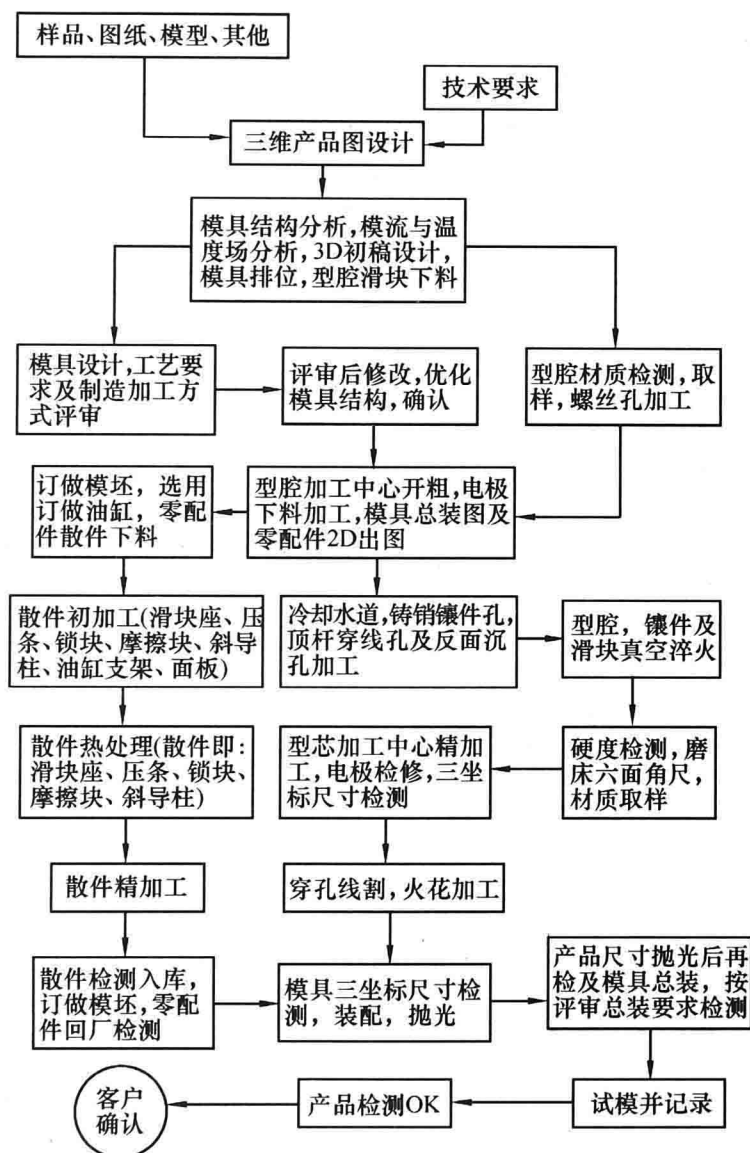 样品、图纸、模型、其他
技术要求
三维产品图设计
模具结构分析,模流与温
度场分析,3D初稿设计,
模具排位,型腔滑块下料
模具设计,工艺要
求及制造加工方
式评审
评审后修改,优化
模具结构,确认
型腔材质检测,取
样,螺丝孔加工
订做模坯，选用
订做油缸，零配
件散件下料
型腔加工中心开粗,电极
下料加工,模具总装图及
零配件2D出图
散件初加工(滑块座、压
条、锁块、摩擦块、斜导
柱、油缸支架、面板)
冷却水道,铸销镶件孔,
顶杆穿线孔及反面沉
孔加工
型腔，镶件及
滑块真空淬火
散件热处理(散件即:
滑块座、压条、锁块、
摩擦块、斜导柱)
型芯加工中心精加
工,电极检修,三坐
标尺寸检测
硬度检测，磨
床六面角尺,
材质取样
散件精加工
穿孔线割,火花加工
散件检测入库,
订做模坯,零配
件回厂检测
模具三坐标尺寸检
测，装配，抛光
产品尺寸抛光后再
检及模具总装，按
评审总装要求检测
客户
确认
产品检测OK
试模并记录